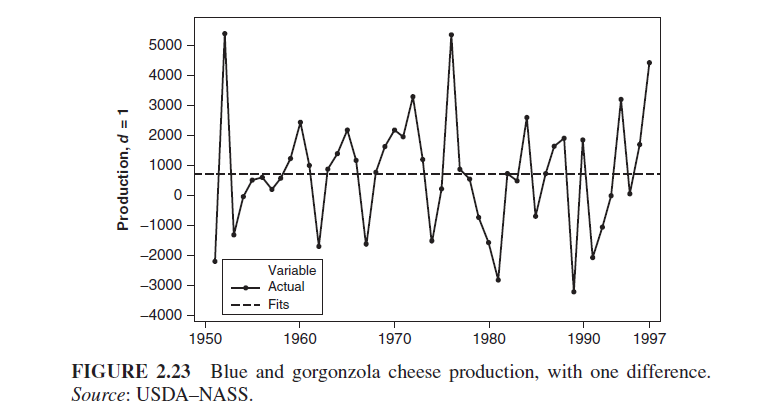 Production, d = 1
5000
4000
3000
2000
1000
0
−1000
−2000
−3000
−4000
Variable
Actual
Fits
1950
1960
1970
1980
1990
1997
FIGURE 2.23 Blue and gorgonzola cheese production, with one difference.
Source: USDA–NASS.